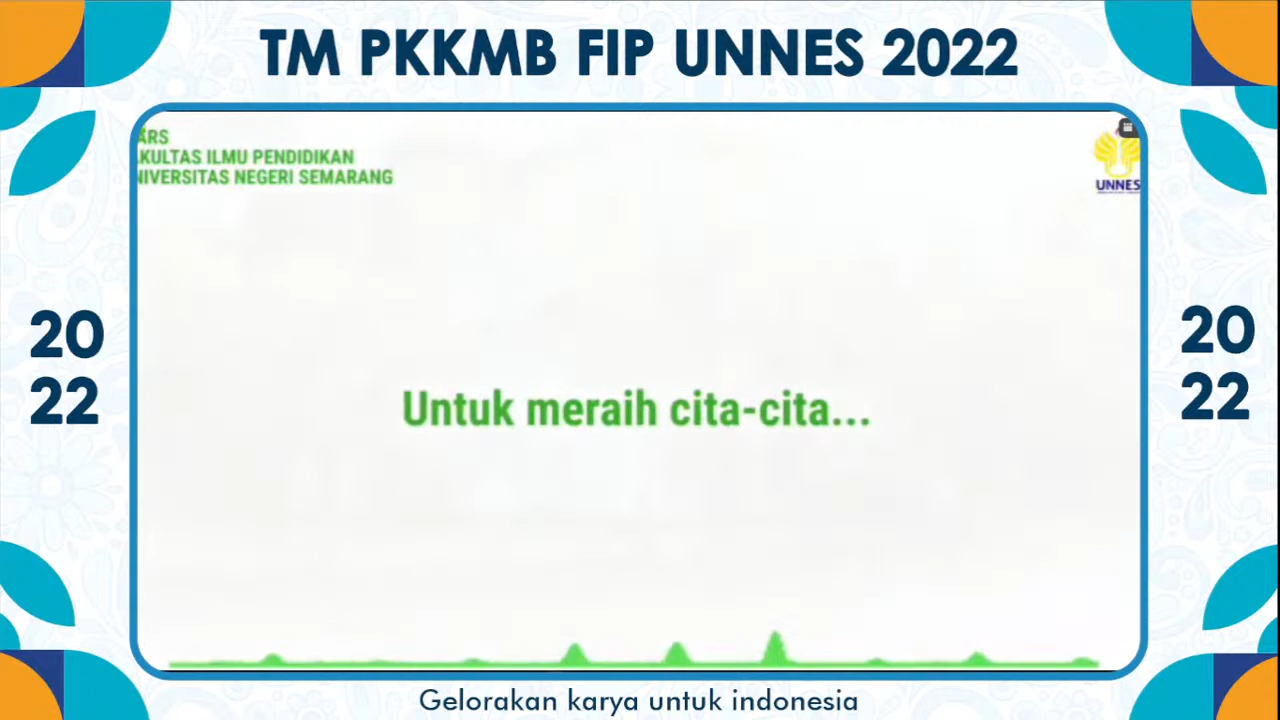 TM PKKMB FIP UNNES 2022
ARS
KULTAS ILMU PENDIDIKAN
NIVERSITAS NEGERI SEMARANG
UNNES
20
22
20
22
Untuk meraih cita-cita...
Gelorakan karya untuk indonesia